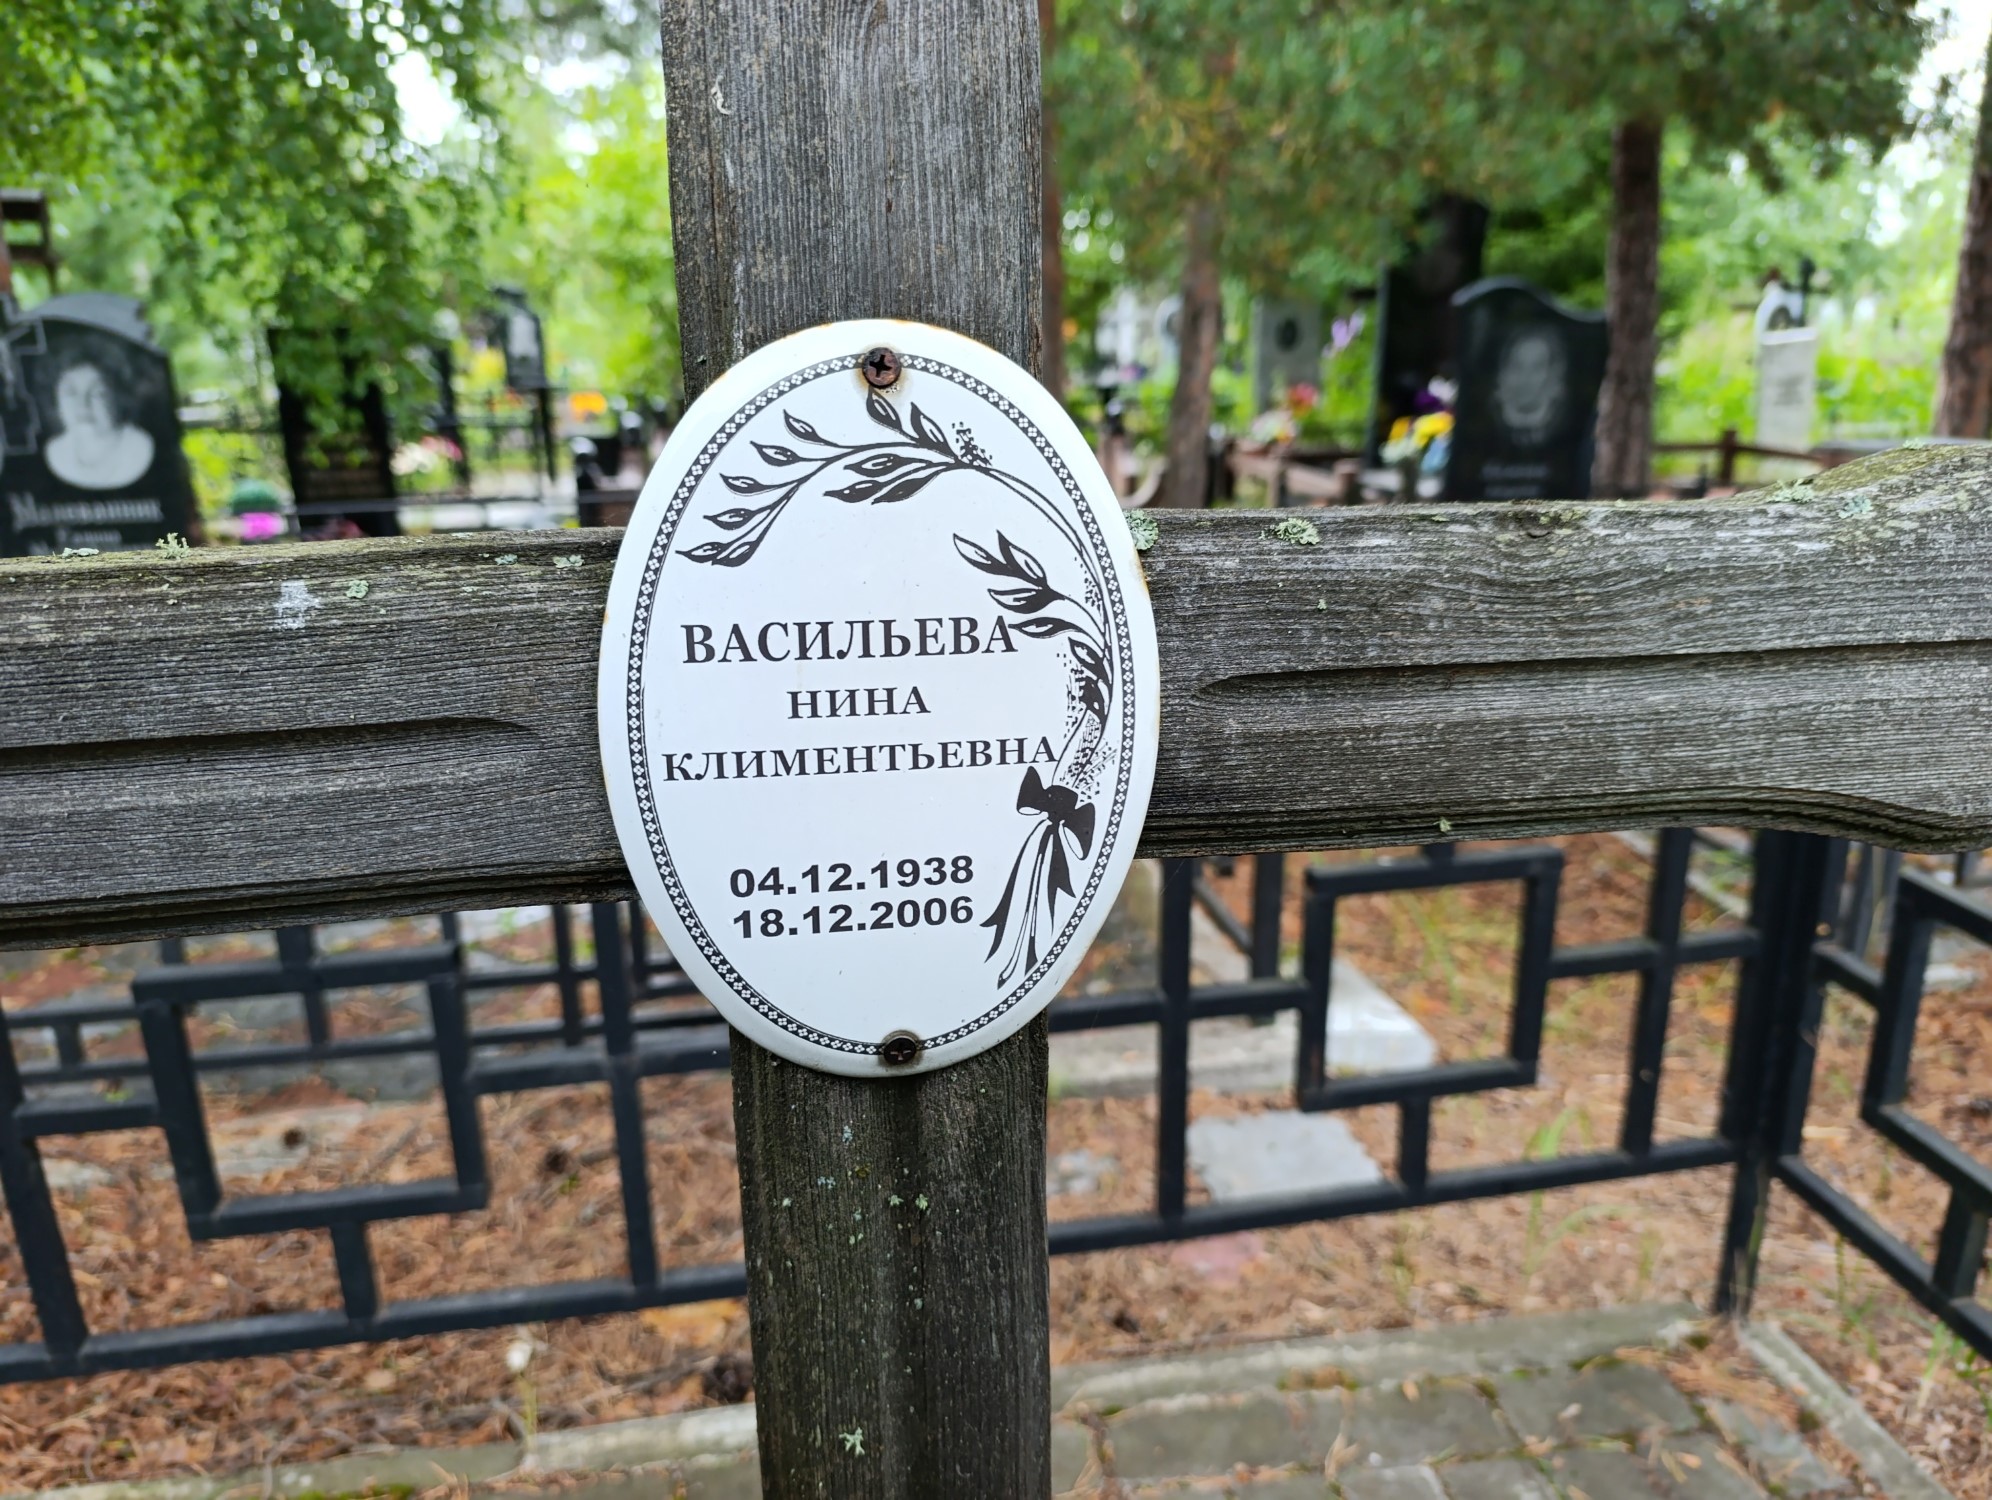 ВАСИЛЬЕВА
НИНА
КЛИМЕНТЬЕВНА
04.12.1938
18.12.2006